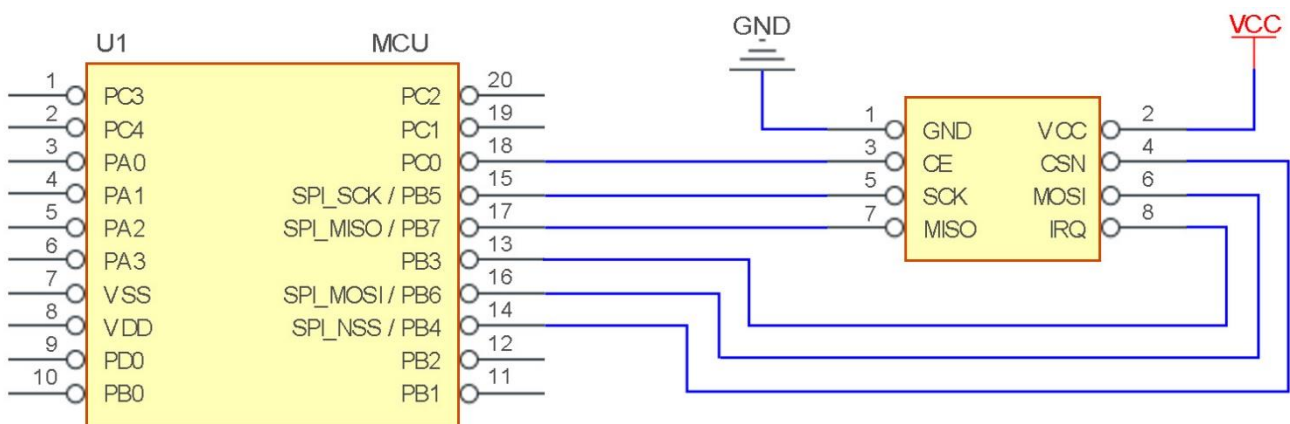 U1 MCU
1 PC3 PC2 20
2 PC4 PC1 19
3 PA0 PC0 18
4 PA1 SPI_SCK / PB5 15
5 PA2 SPI_MISO / PB7 17
6 PA3 PB3 13
7 VSS SPI_MOSI / PB6 16
8 VDD SPI_NSS / PB4 14
9 PD0 PB2 12
10 PB0 PB1 11
GND
VCC
1 GND VCC 2
3 CE CSN 4
5 SCK MOSI 6
7 MISO IRQ 8